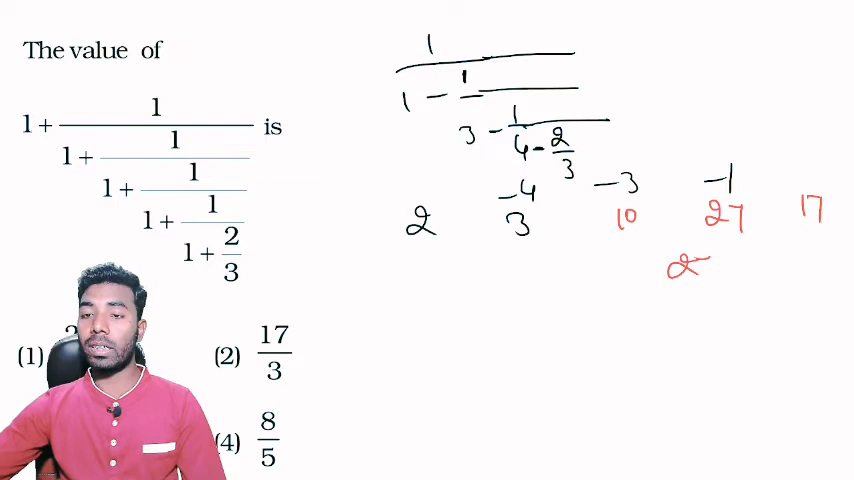 The value of
1 + 1
1 + 1
1 + 1
1 + 1
1 + 2
3
is
(1)
(2) 17
3
(4) 8
5
1
1 - 1
3 - 1
4 - 2
3
-4 -3 -1
2 3 10 27 17
2